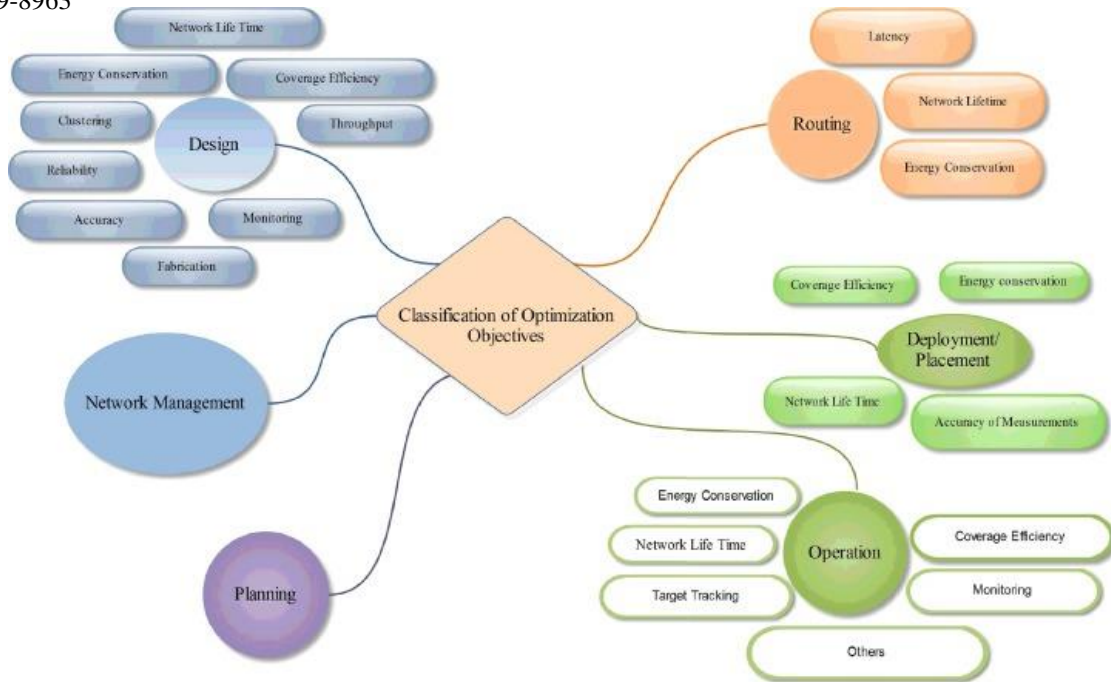 9-8965
Network Life Time
Energy Conservation
Coverage Efficiency
Clustering
Throughput
Design
Reliability
Accuracy
Monitoring
Fabrication
Latency
Routing
Network Lifetime
Energy Conservation
Classification of Optimization
Objectives
Coverage Efficiency
Energy conservation
Deployment/
Placement
Network Life Time
Accuracy of Measurements
Network Management
Planning
Energy Conservation
Network Life Time
Target Tracking
Operation
Coverage Efficiency
Monitoring
Others